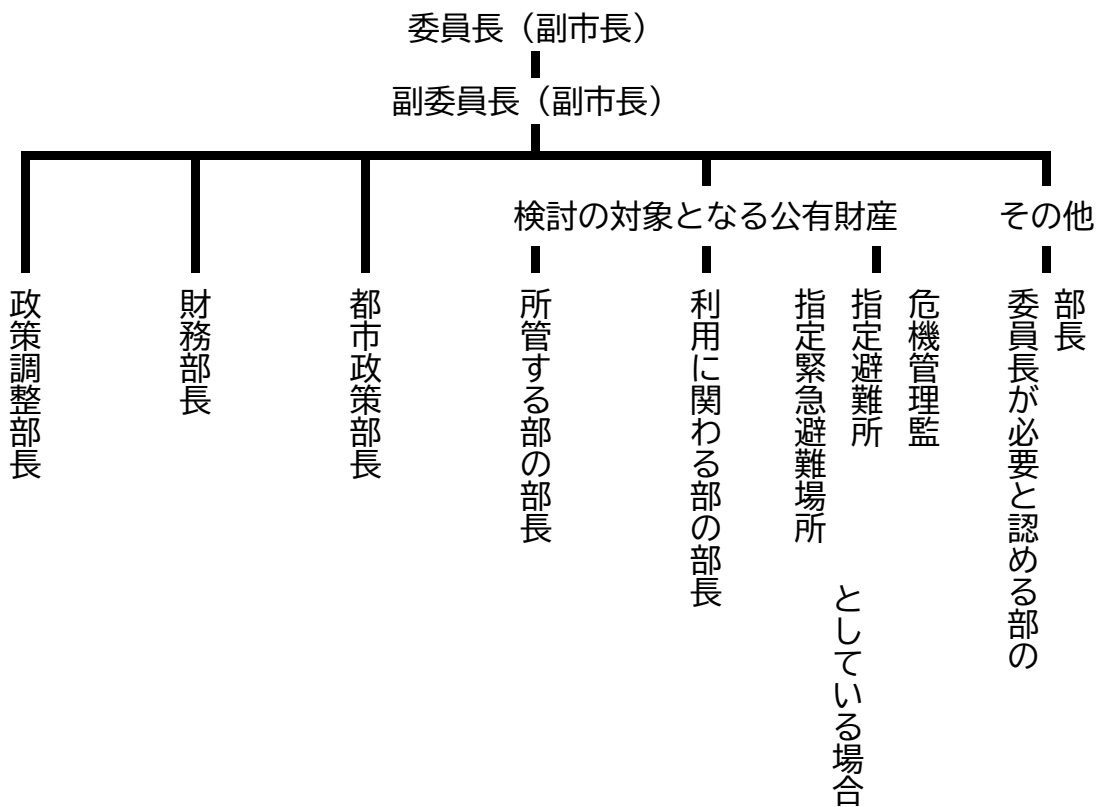 委員長（副市長）
副委員長（副市長）
検討の対象となる公有財産
その他
政策調整部長
財務部長
都市政策部長
所管する部の部長
利用に関わる部の部長
危機管理監
指定避難所
指定緊急避難場所
としている場合
部長
委員長が必要と認める部の